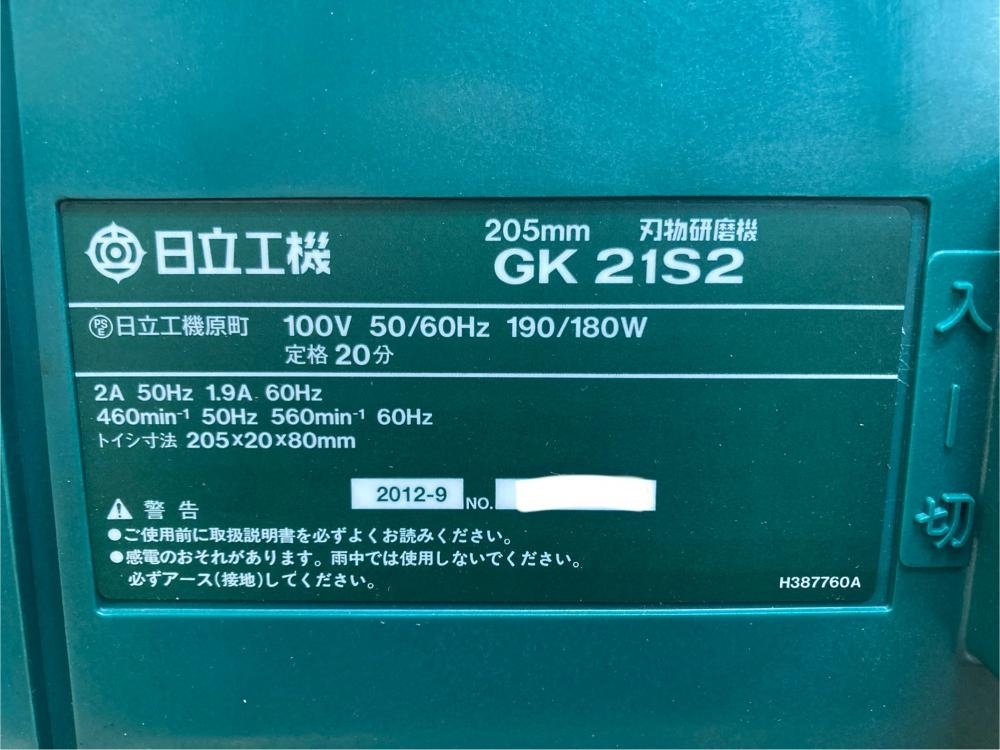 日立工機
205mm 刃物研磨機
GK 21S2
PSE 日立工機原町 100V 50/60Hz 190/180W
定格 20分
2A 50Hz 1.9A 60Hz
460min⁻¹ 50Hz 560min⁻¹ 60Hz
トイシ寸法 205×20×80mm
2012-9 NO.
警告
●ご使用前に取扱説明書を必ずよくお読みください。
●感電のおそれがあります。雨中では使用しないでください。
必ずアース(接地)してください。
H387760A
入
切